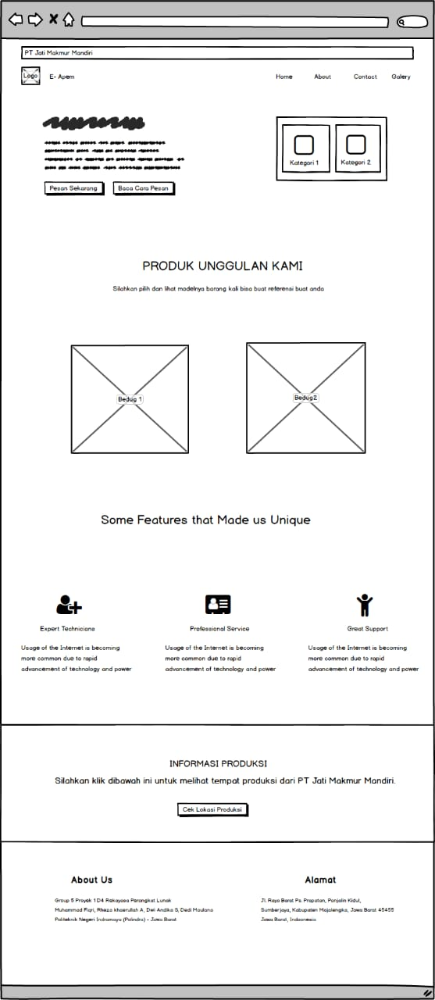 PT Jati Makmur Mandiri
Logo
E- Apem
Home About Contact Galery
Kategori 1 Kategori 2
Pesan Sekarang Baca Cara Pesan
PRODUK UNGGULAN KAMI
Silahkan pilih dan lihat modelnya barang kali bisa buat referensi buat anda
Bedug 1 Bedug2
Some Features that Made us Unique
Expert Technicians Professional Service Great Support
Usage of the Internet is becoming Usage of the Internet is becoming Usage of the Internet is becoming
more common due to rapid more common due to rapid more common due to rapid
advancement of technology and power advancement of technology and power advancement of technology and power
INFORMASI PRODUKSI
Silahkan klik dibawah ini untuk melihat tempat produksi dari PT Jati Makmur Mandiri.
Cek Lokasi Produksi
About Us Alamat
Group 5 Proyek 1 D4 Rekayasa Perangkat Lunak Jl. Raya Barat Ps. Prapatan, Panjalin Kidul,
Muhammad Fiqri, Rheza khaerullah A, Dwi Andika S, Dedi Maulana Sumberjaya, Kabupaten Majalengka, Jawa Barat 45455
Politeknik Negeri Indramayu (Polindra) - Jawa Barat Jawa Barat, Indonesia